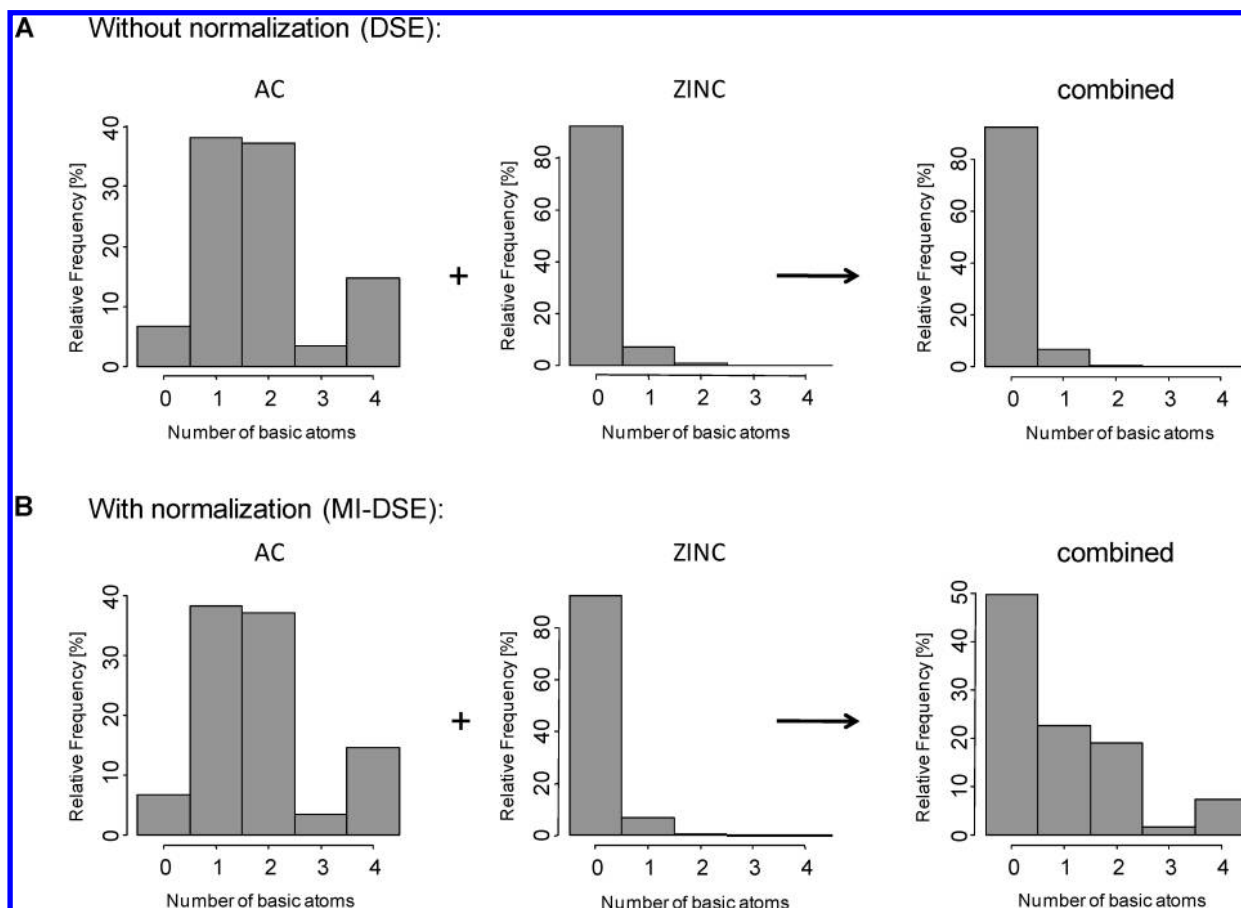 A Without normalization (DSE):
AC
Relative Frequency [%]
0 10 20 30 40
0 1 2 3 4
Number of basic atoms
+
ZINC
Relative Frequency [%]
0 20 40 60 80
0 1 2 3 4
Number of basic atoms
combined
Relative Frequency [%]
0 20 40 60 80
0 1 2 3 4
Number of basic atoms
B With normalization (MI-DSE):
AC
Relative Frequency [%]
0 10 20 30 40
0 1 2 3 4
Number of basic atoms
+
ZINC
Relative Frequency [%]
0 20 40 60 80
0 1 2 3 4
Number of basic atoms
combined
Relative Frequency [%]
0 10 20 30 40 50
0 1 2 3 4
Number of basic atoms